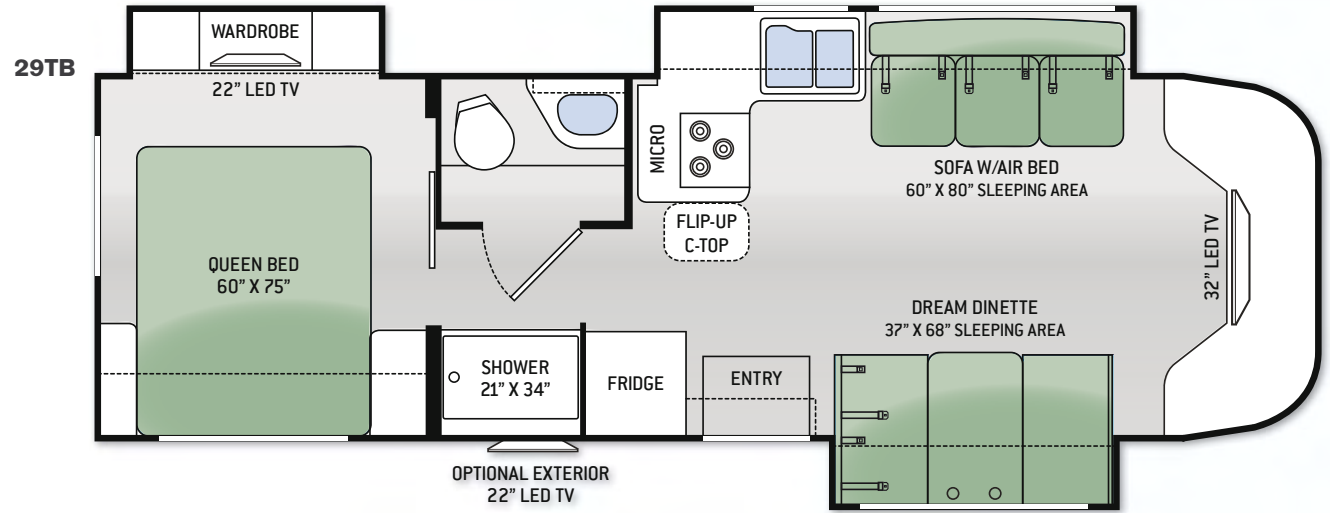 29TB
WARDROBE
22” LED TV
MICRO
FLIP-UP
C-TOP
SOFA W/AIR BED
60” X 80” SLEEPING AREA
32” LED TV
QUEEN BED
60” X 75”
DREAM DINETTE
37” X 68” SLEEPING AREA
SHOWER
21” X 34”
FRIDGE
ENTRY
OPTIONAL EXTERIOR
22” LED TV